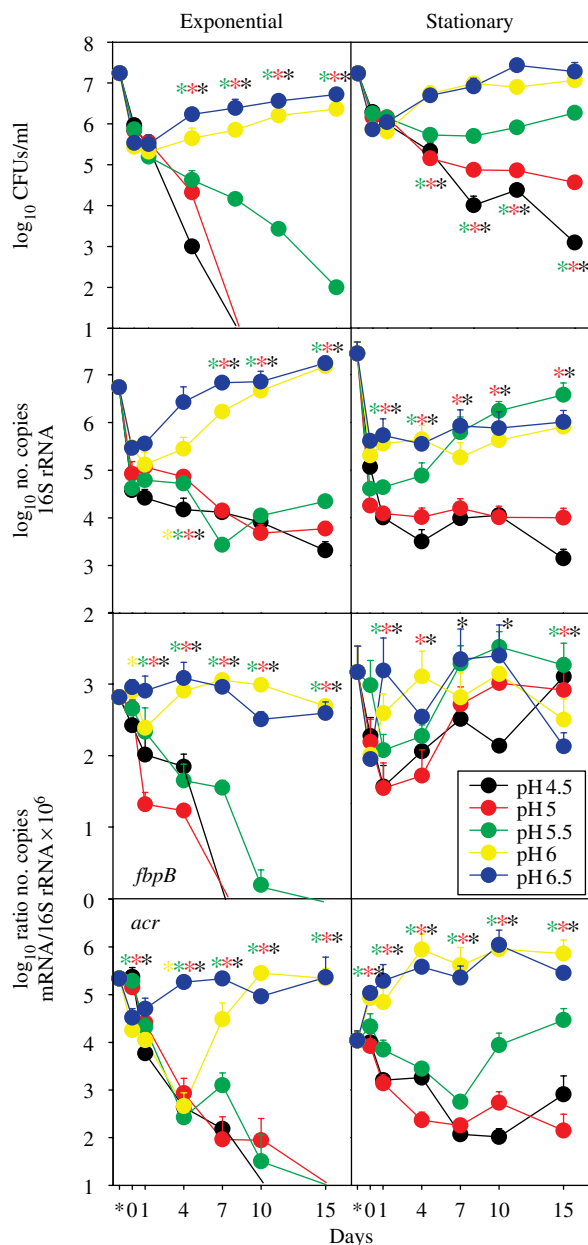 Exponential Stationary
8
*** *** *** ***
7
6
5
4
3
2
1
*** *** *** ***
log10 CFUs/ml
*** *** ***
7
6
5
4
3
****
*** *** ** ** **
log10 no. copies
16S rRNA
2
3
2
1
0
**** *** *** *** ***
*** ** * * ***
fbpB
pH 4.5
pH 5
pH 5.5
pH 6
pH 6.5
log10 ratio no. copies
mRNA/16S rRNA × 10^6
acr
6
5
4
3
2
1
*** **** *** *** ***
*** *** *** *** *** ***
* 0 1 4 7 10 15 * 0 1 4 7 10 15
Days